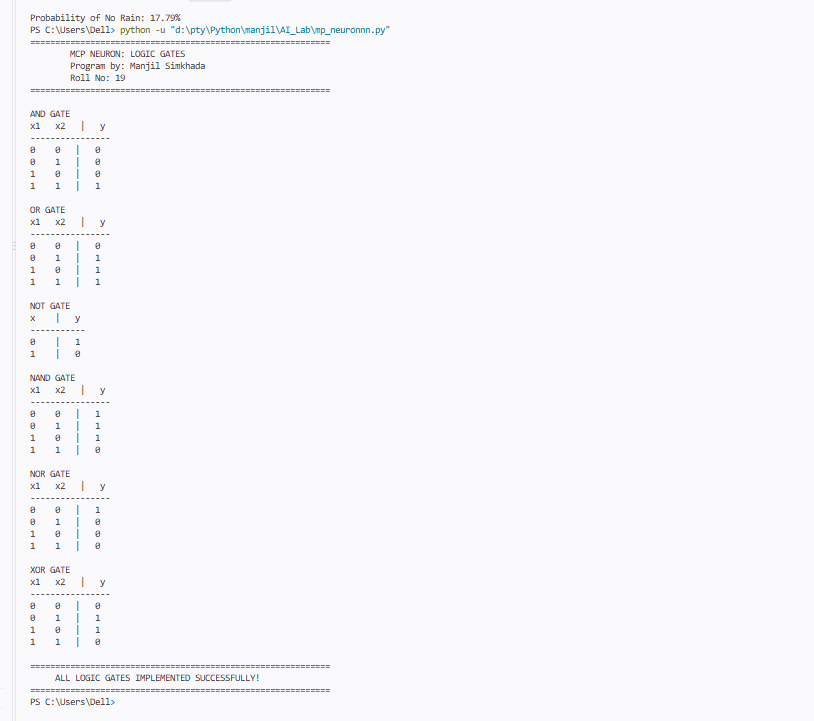 Probability of No Rain: 17.79%
PS C:\Users\Dell> python -u "d:\pty\Python\manjil\AI_Lab\mp_neuronnn.py"
============================================================
MCP NEURON: LOGIC GATES
Program by: Manjil Simkhada
Roll No: 19
============================================================
AND GATE
x1 x2 | y
----------------
0 0 | 0
0 1 | 0
1 0 | 0
1 1 | 1
OR GATE
x1 x2 | y
----------------
0 0 | 0
0 1 | 1
1 0 | 1
1 1 | 1
NOT GATE
x | y
-----------
0 | 1
1 | 0
NAND GATE
x1 x2 | y
----------------
0 0 | 1
0 1 | 1
1 0 | 1
1 1 | 0
NOR GATE
x1 x2 | y
----------------
0 0 | 1
0 1 | 0
1 0 | 0
1 1 | 0
XOR GATE
x1 x2 | y
----------------
0 0 | 0
0 1 | 1
1 0 | 1
1 1 | 0
============================================================
ALL LOGIC GATES IMPLEMENTED SUCCESSFULLY!
============================================================
PS C:\Users\Dell>